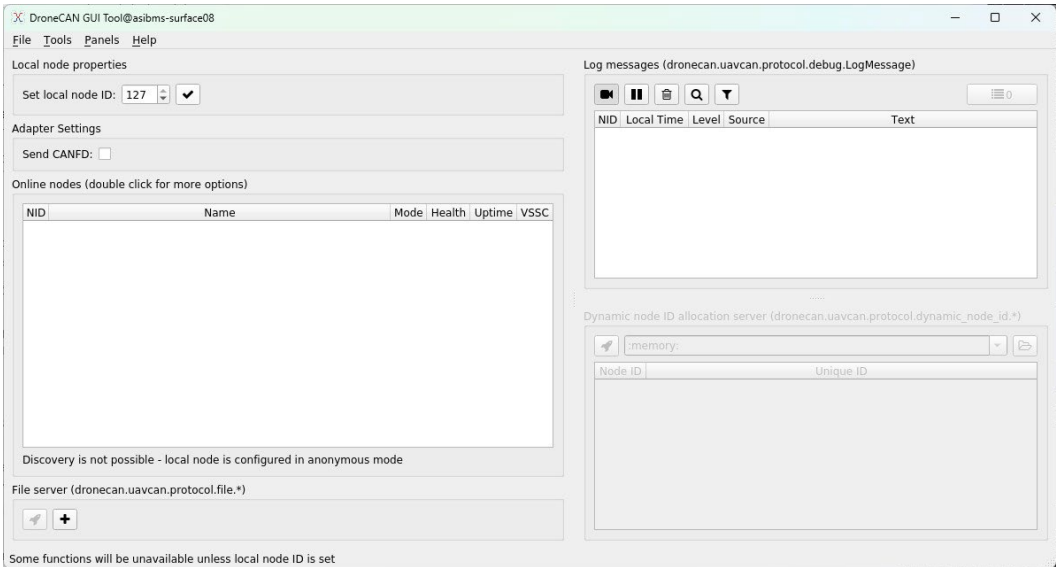 DroneCAN GUI Tool@asibms-surface08
File Tools Panels Help
Local node properties
Set local node ID: 127
Adapter Settings
Send CANFD:
Online nodes (double click for more options)
NID Name Mode Health Uptime VSSC
Discovery is not possible - local node is configured in anonymous mode
File server (dronecan.uavcan.protocol.file.*)
Some functions will be unavailable unless local node ID is set
Log messages (dronecan.uavcan.protocol.debug.LogMessage)
0
NID Local Time Level Source Text
Dynamic node ID allocation server (dronecan.uavcan.protocol.dynamic_node_id.*)
:memory:
Node ID Unique ID